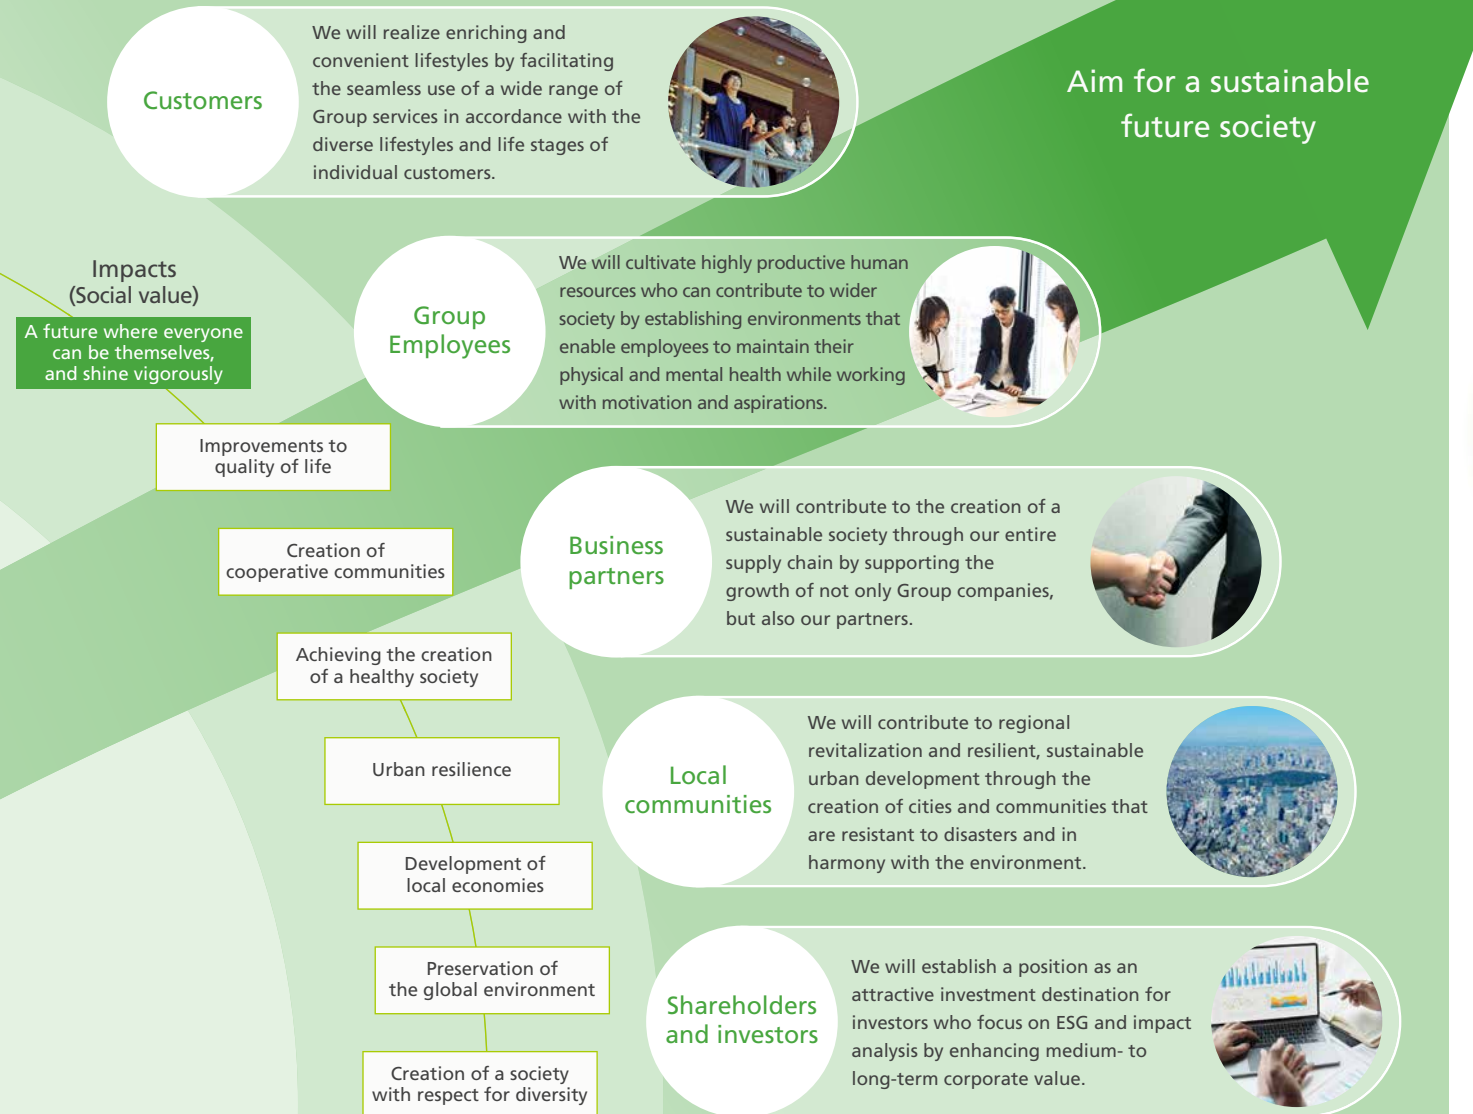 Customers
We will realize enriching and
convenient lifestyles by facilitating
the seamless use of a wide range of
Group services in accordance with the
diverse lifestyles and life stages of
individual customers.
Aim for a sustainable
future society
Impacts
(Social value)
A future where everyone
can be themselves,
and shine vigorously
Improvements to
quality of life
Creation of
cooperative communities
Achieving the creation
of a healthy society
Urban resilience
Development of
local economies
Preservation of
the global environment
Creation of a society
with respect for diversity
Group
Employees
We will cultivate highly productive human
resources who can contribute to wider
society by establishing environments that
enable employees to maintain their
physical and mental health while working
with motivation and aspirations.
Business
partners
We will contribute to the creation of a
sustainable society through our entire
supply chain by supporting the
growth of not only Group companies,
but also our partners.
Local
communities
We will contribute to regional
revitalization and resilient, sustainable
urban development through the
creation of cities and communities that
are resistant to disasters and in
harmony with the environment.
Shareholders
and investors
We will establish a position as an
attractive investment destination for
investors who focus on ESG and impact
analysis by enhancing medium- to
long-term corporate value.